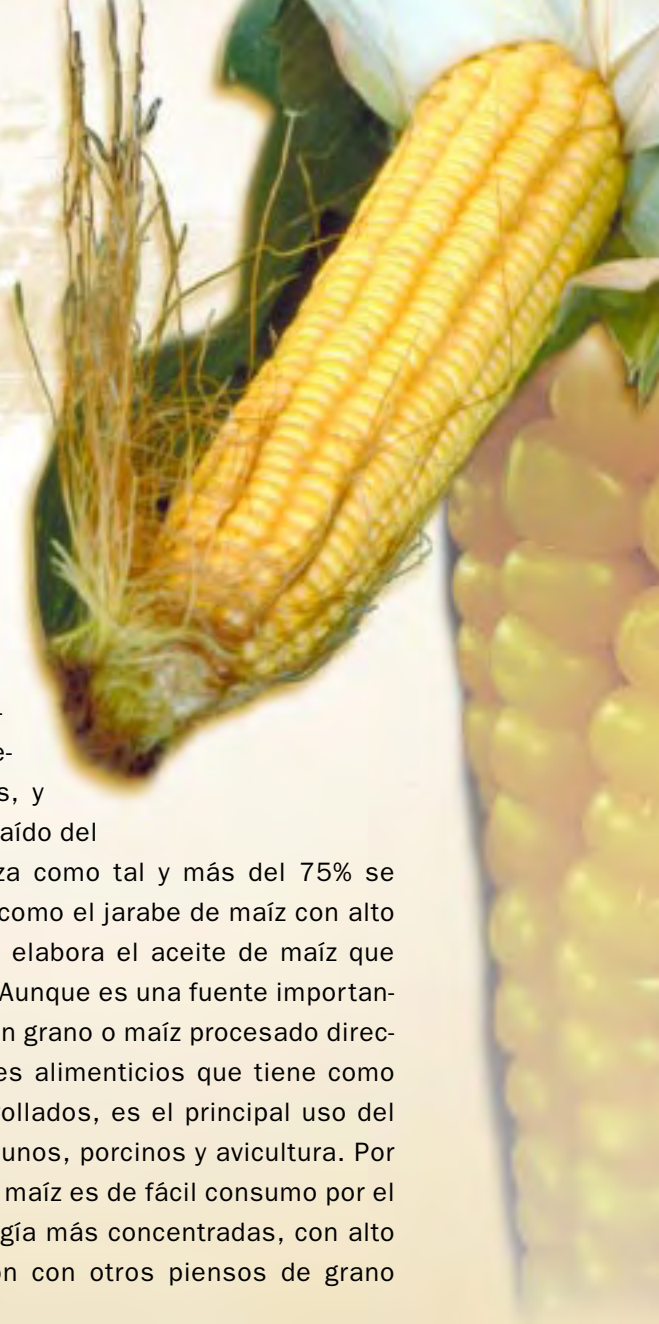 -
e-
s, y
aído del
za como tal y más del 75% se
como el jarabe de maíz con alto
elabora el aceite de maíz que
Aunque es una fuente importan-
n grano o maíz procesado direc-
es alimenticios que tiene como
ollados, es el principal uso del
unos, porcinos y avicultura. Por
maíz es de fácil consumo por el
gía más concentradas, con alto
n con otros piensos de grano